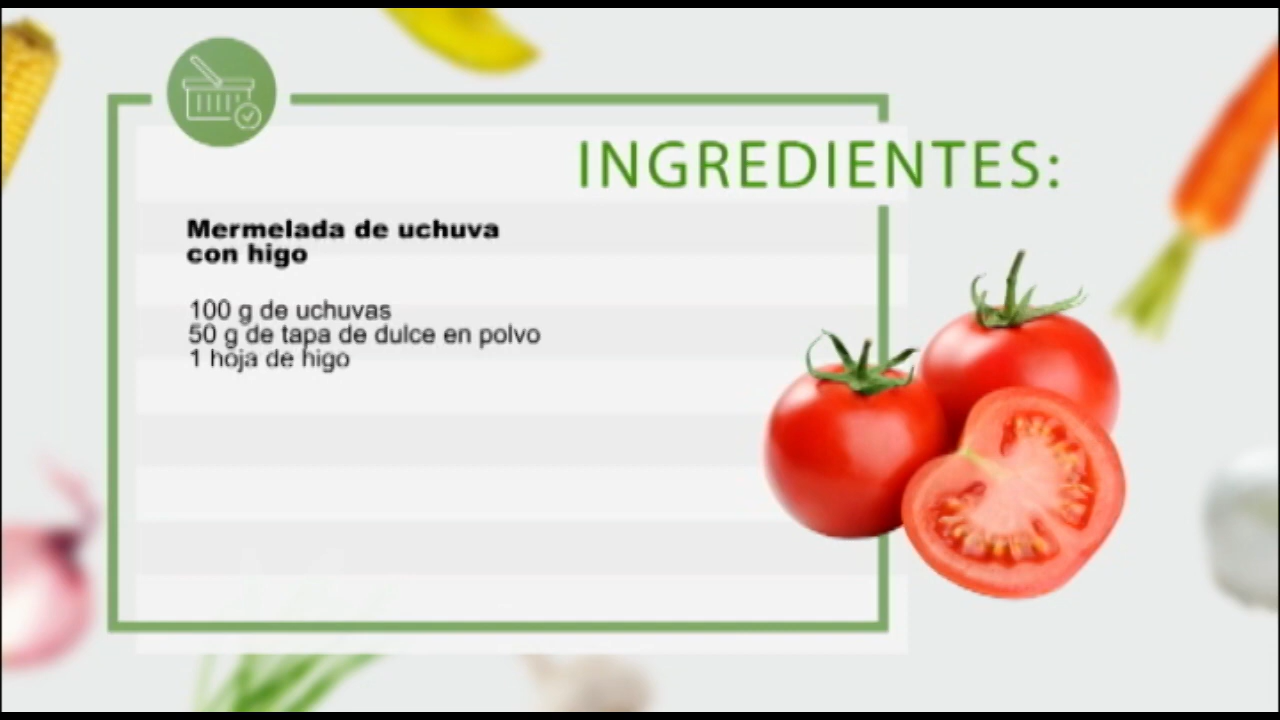 INGREDIENTES:
Mermelada de uchuva
con higo
100 g de uchuvas
50 g de tapa de dulce en polvo
1 hoja de higo